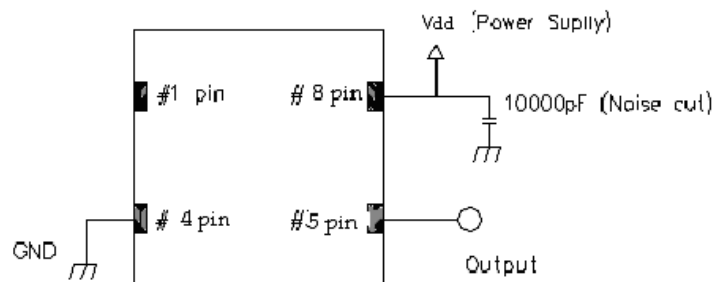 Vdd (Power Suplly)
#1 pin
# 8 pin
10000pF (Noise cut)
# 4 pin
#5 pin
GND
Output